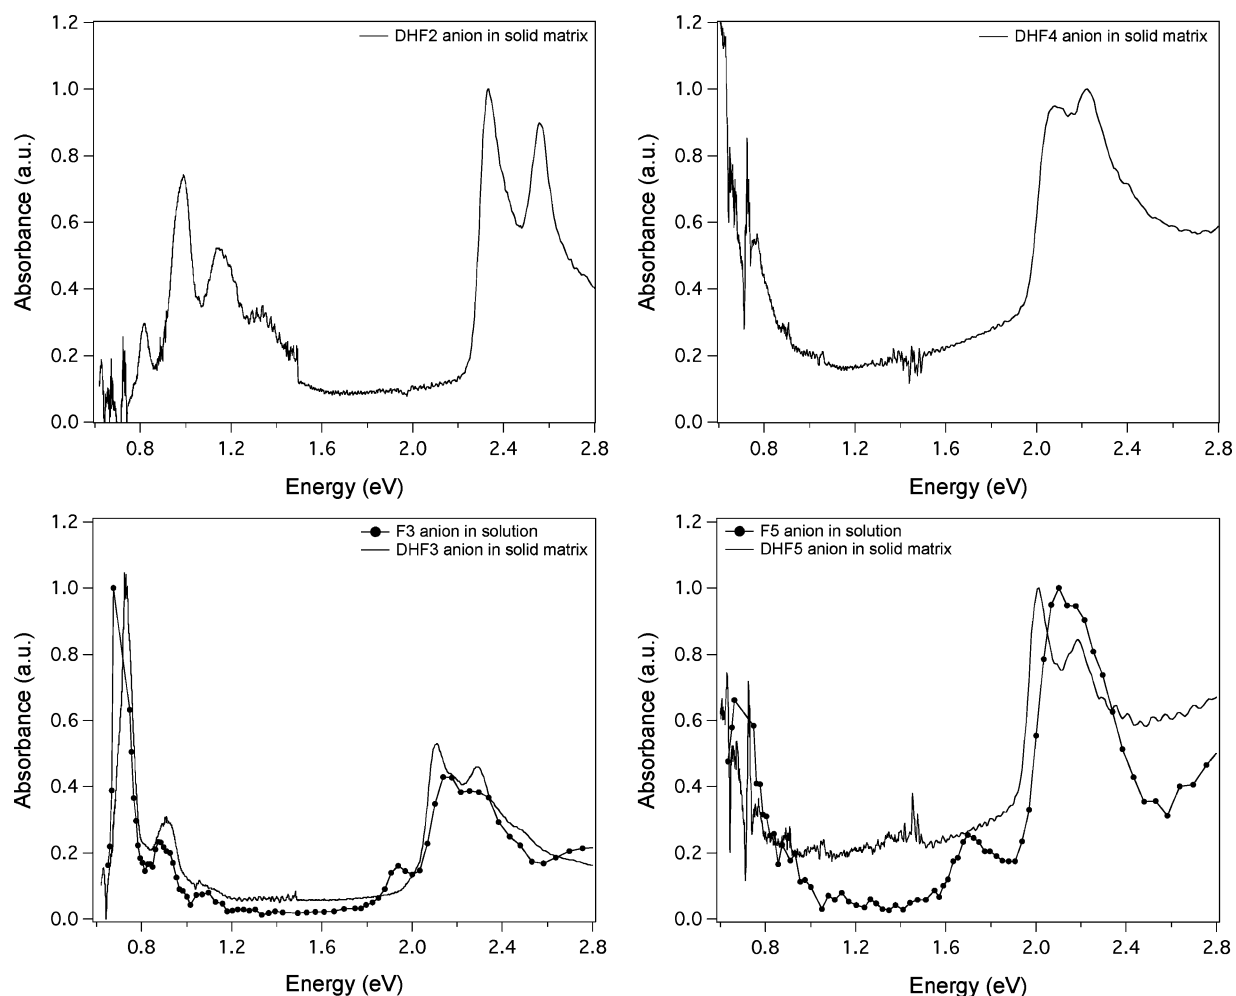 DHF2 anion in solid matrix
Absorbance (a.u.)
1.2
1.0
0.8
0.6
0.4
0.2
0.0
0.8 1.2 1.6 2.0 2.4 2.8
Energy (eV)
DHF4 anion in solid matrix
Absorbance (a.u.)
1.2
1.0
0.8
0.6
0.4
0.2
0.0
0.8 1.2 1.6 2.0 2.4 2.8
Energy (eV)
F3 anion in solution
DHF3 anion in solid matrix
Absorbance (a.u.)
1.2
1.0
0.8
0.6
0.4
0.2
0.0
0.8 1.2 1.6 2.0 2.4 2.8
Energy (eV)
F5 anion in solution
DHF5 anion in solid matrix
Absorbance (a.u.)
1.2
1.0
0.8
0.6
0.4
0.2
0.0
0.8 1.2 1.6 2.0 2.4 2.8
Energy (eV)